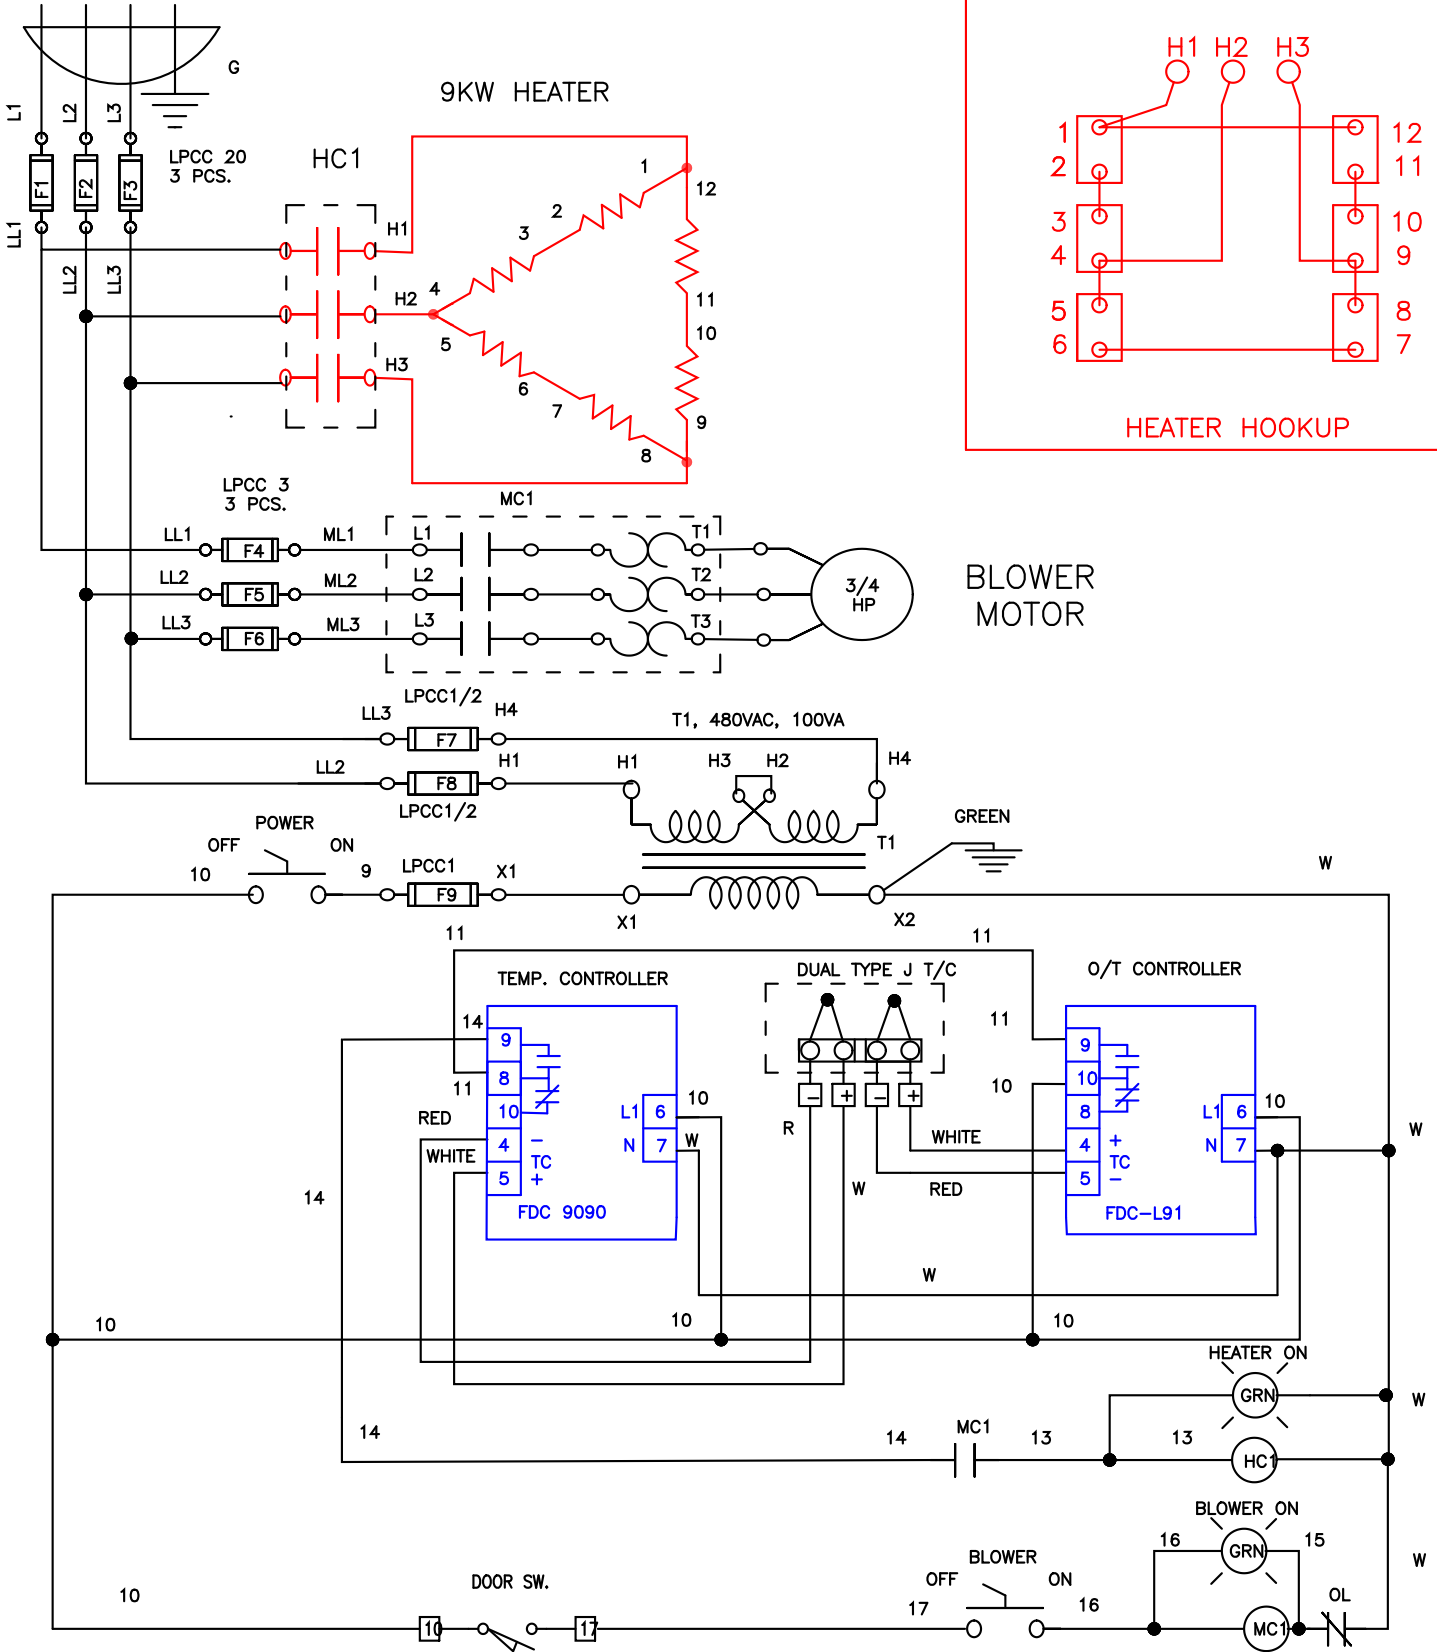 G
L1
L2
L3
LPCC 20
3 PCS.
F1
F2
F3
LL1
LL2
LL3
9KW HEATER
HC1
H1
H2
H3
1
2
3
4
5
6
7
8
9
10
11
12
H1 H2 H3
1
2
3
4
5
6
12
11
10
9
8
7
HEATER HOOKUP
LPCC 3
3 PCS.
MC1
LL1
F4
ML1
L1
T1
LL2
F5
ML2
L2
T2
LL3
F6
ML3
L3
T3
3/4
HP
BLOWER
MOTOR
LPCC1/2
LL3
F7
H4
T1, 480VAC, 100VA
LL2
F8
H1
LPCC1/2
H1
H3
H2
H4
T1
POWER
OFF
ON
10
9
LPCC1
F9
X1
X1
X2
GREEN
W
11
11
TEMP. CONTROLLER
DUAL TYPE J T/C
O/T CONTROLLER
14
9
8
11
10
RED
4 −
WHITE
TC
5 +
L1 6
10
N 7
W
FDC 9090
− + − +
R
W
WHITE
RED
11
9
10
10
8
4 +
TC
5 −
L1 6
10
N 7
W
FDC-L91
14
W
10
10
10
HEATER ON
GRN
W
14
14
MC1
13
13
HC1
BLOWER ON
16
GRN
15
W
10
DOOR SW.
10
17
17
BLOWER
OFF
ON
16
MC1
OL